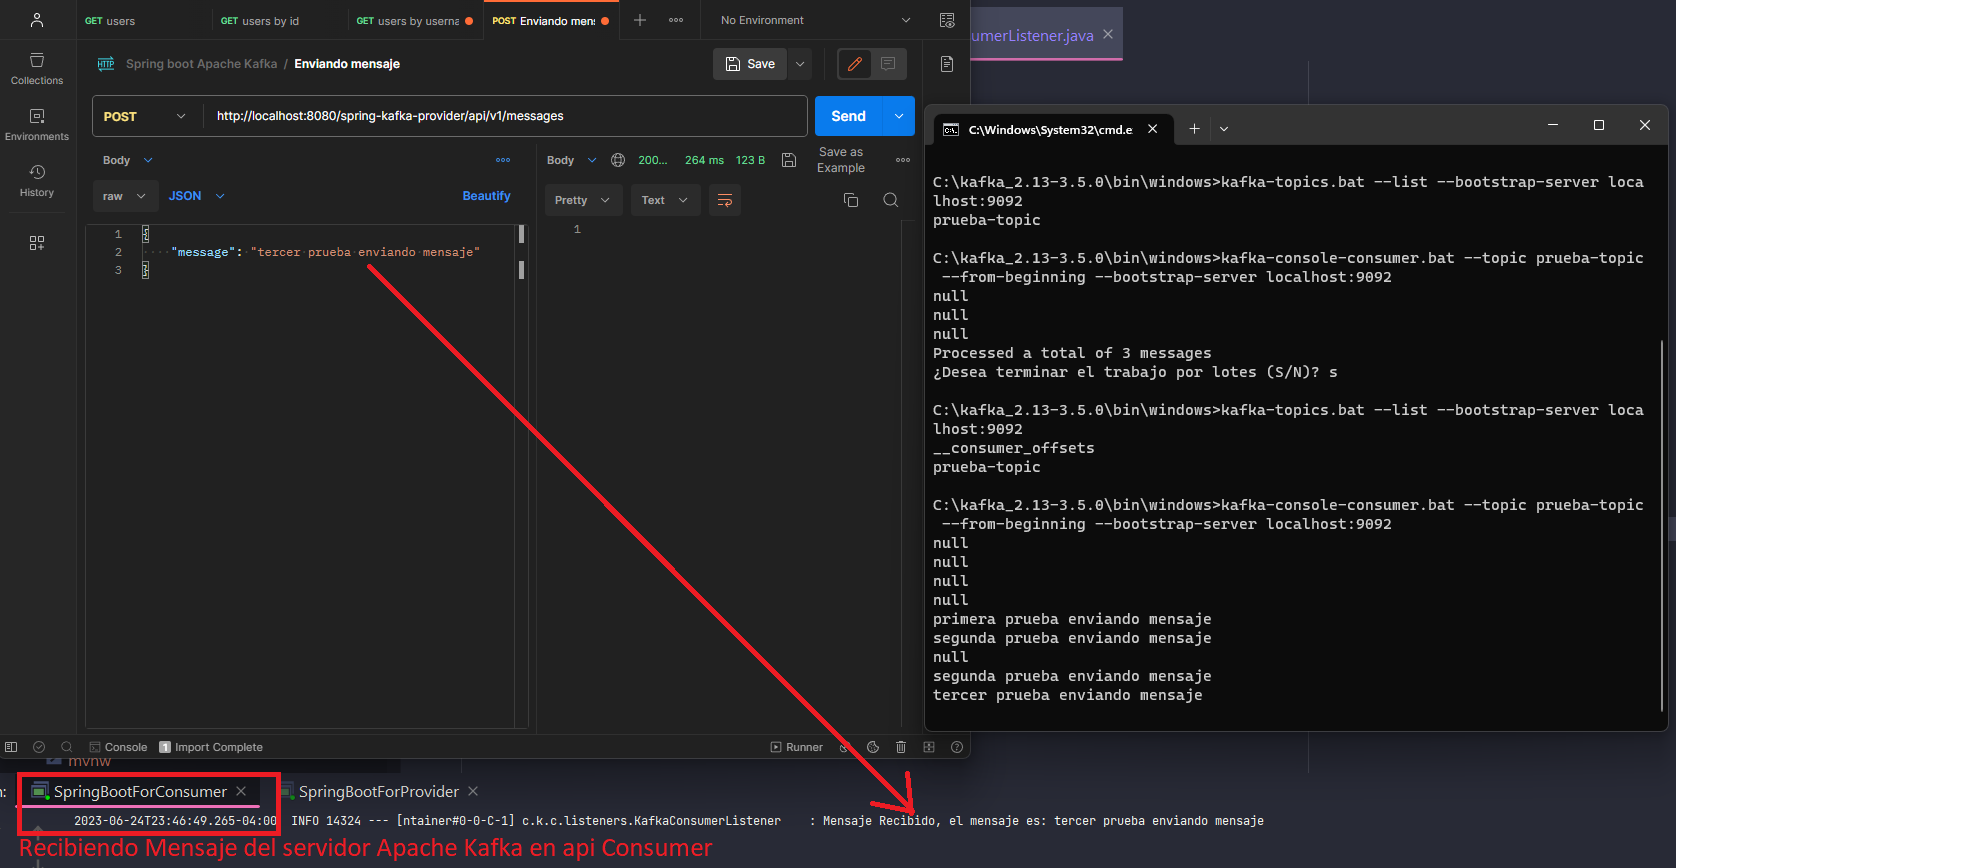 GET users
GET users by id
GET users by userna
POST Enviando mens
No Environment
umerListener.java
Collections
Environments
History
HTTP Spring boot Apache Kafka / Enviando mensaje
Save
POST http://localhost:8080/spring-kafka-provider/api/v1/messages
Send
Body
raw JSON
Beautify
1 {
2 "message": "tercer prueba enviando mensaje"
3 }
Body 200... 264 ms 123 B
Save as
Example
Pretty Text
1
C:\Windows\System32\cmd.e
C:\kafka_2.13-3.5.0\bin\windows>kafka-topics.bat --list --bootstrap-server loca
lhost:9092
prueba-topic
C:\kafka_2.13-3.5.0\bin\windows>kafka-console-consumer.bat --topic prueba-topic
--from-beginning --bootstrap-server localhost:9092
null
null
null
Processed a total of 3 messages
¿Desea terminar el trabajo por lotes (S/N)? s
C:\kafka_2.13-3.5.0\bin\windows>kafka-topics.bat --list --bootstrap-server loca
lhost:9092
__consumer_offsets
prueba-topic
C:\kafka_2.13-3.5.0\bin\windows>kafka-console-consumer.bat --topic prueba-topic
--from-beginning --bootstrap-server localhost:9092
null
null
null
null
primera prueba enviando mensaje
segunda prueba enviando mensaje
null
segunda prueba enviando mensaje
tercer prueba enviando mensaje
Console 1 Import Complete
Runner
mvnw
SpringBootForConsumer SpringBootForProvider
2023-06-24T23:46:49.265-04:00 INFO 14324 --- [ntainer#0-0-C-1] c.k.c.listeners.KafkaConsumerListener : Mensaje Recibido, el mensaje es: tercer prueba enviando mensaje
Recibiendo Mensaje del servidor Apache Kafka en api Consumer